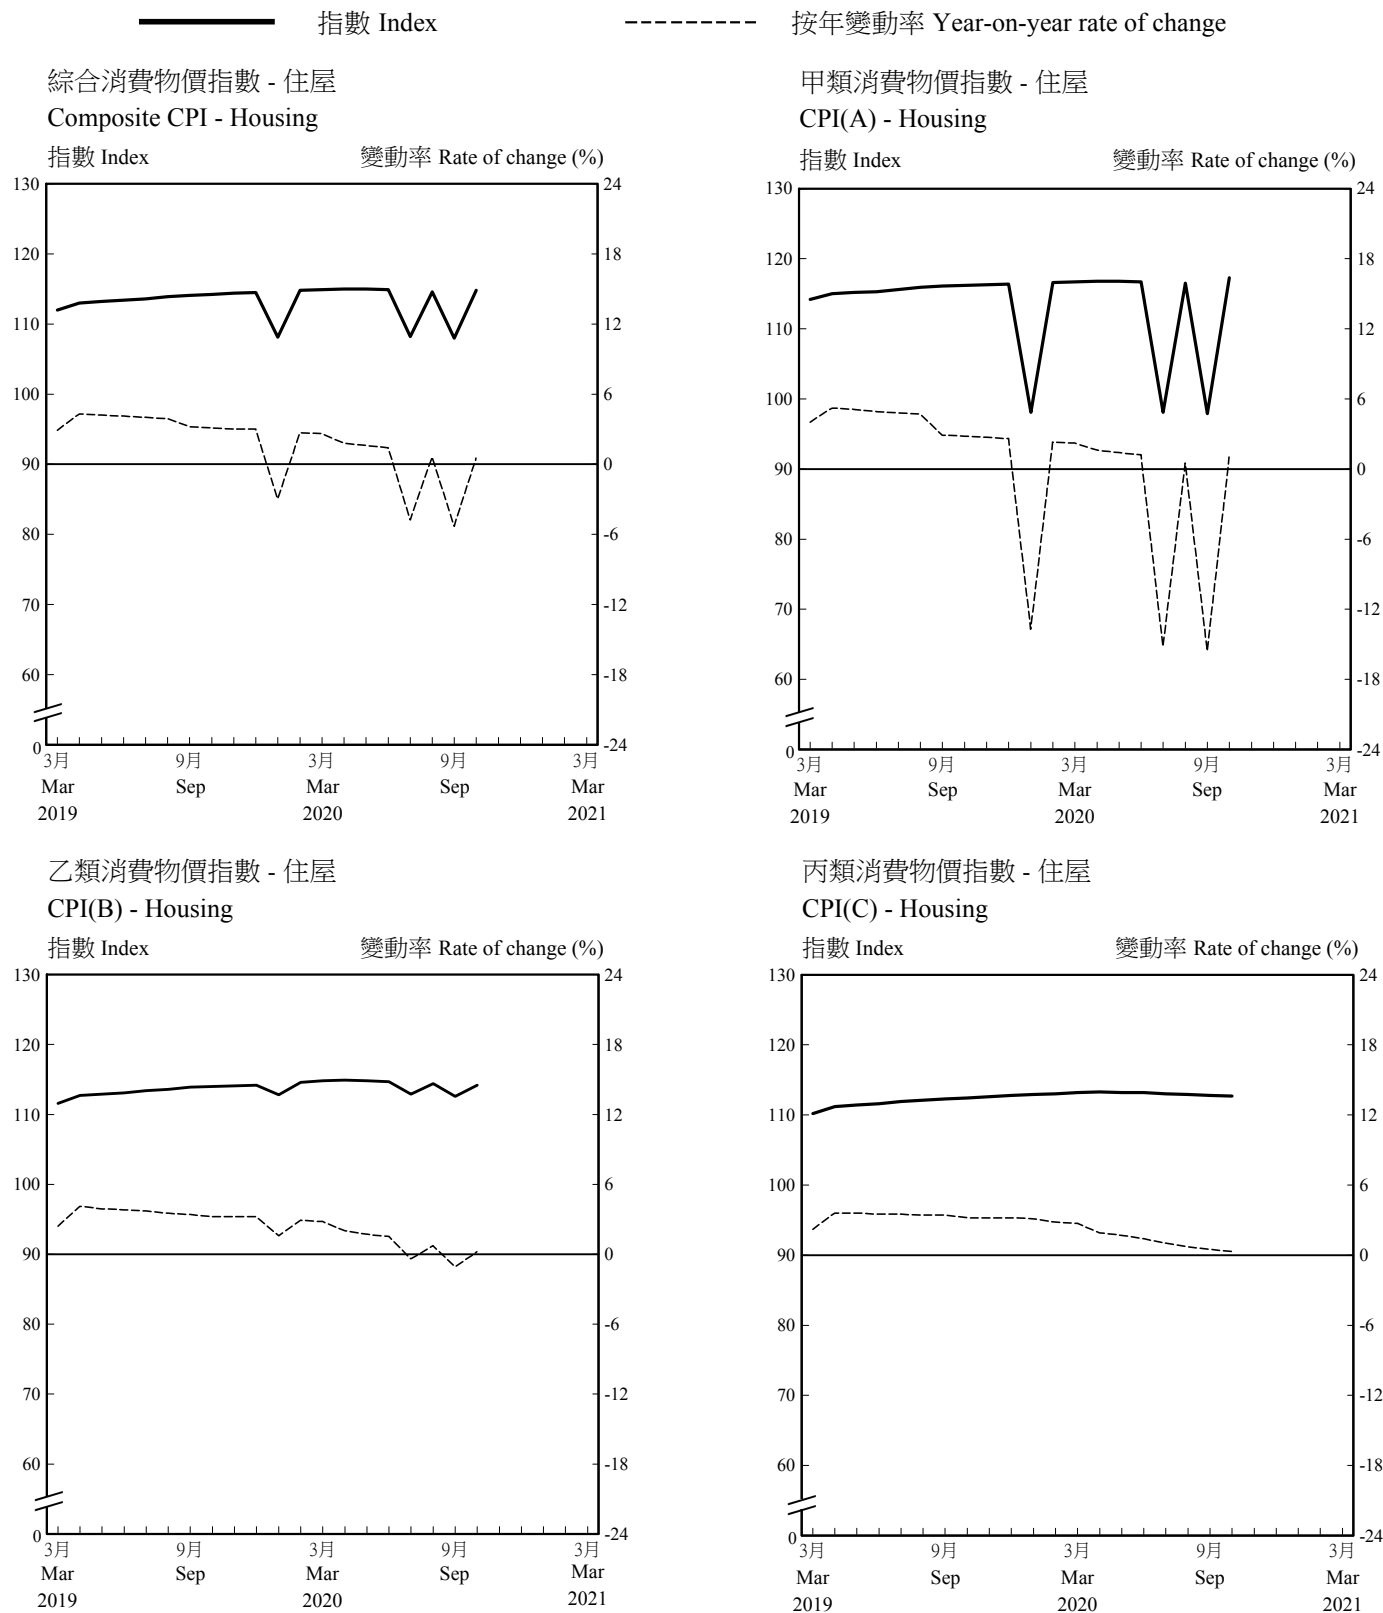 指數 Index
按年變動率 Year-on-year rate of change
綜合消費物價指數 - 住屋
Composite CPI - Housing
指數 Index
變動率 Rate of change (%)
130
120
110
100
90
80
70
60
0
24
18
12
6
0
-6
-12
-18
-24
3月 9月 3月 9月 3月
Mar Sep Mar Sep Mar
2019 2020 2021
甲類消費物價指數 - 住屋
CPI(A) - Housing
指數 Index
變動率 Rate of change (%)
130
120
110
100
90
80
70
60
0
24
18
12
6
0
-6
-12
-18
-24
3月 9月 3月 9月 3月
Mar Sep Mar Sep Mar
2019 2020 2021
乙類消費物價指數 - 住屋
CPI(B) - Housing
指數 Index
變動率 Rate of change (%)
130
120
110
100
90
80
70
60
0
24
18
12
6
0
-6
-12
-18
-24
3月 9月 3月 9月 3月
Mar Sep Mar Sep Mar
2019 2020 2021
丙類消費物價指數 - 住屋
CPI(C) - Housing
指數 Index
變動率 Rate of change (%)
130
120
110
100
90
80
70
60
0
24
18
12
6
0
-6
-12
-18
-24
3月 9月 3月 9月 3月
Mar Sep Mar Sep Mar
2019 2020 2021